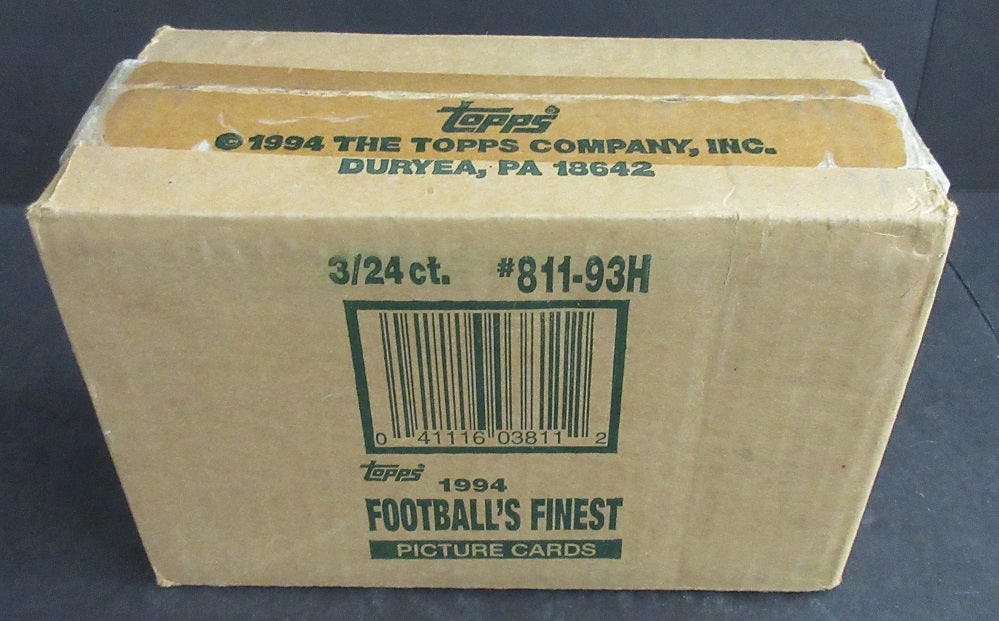 Topps®
© 1994 THE TOPPS COMPANY, INC.
DURYEA, PA 18642
3/24 ct. #811-93H
0 41116 03811 2
Topps® 1994
FOOTBALL'S FINEST
PICTURE CARDS